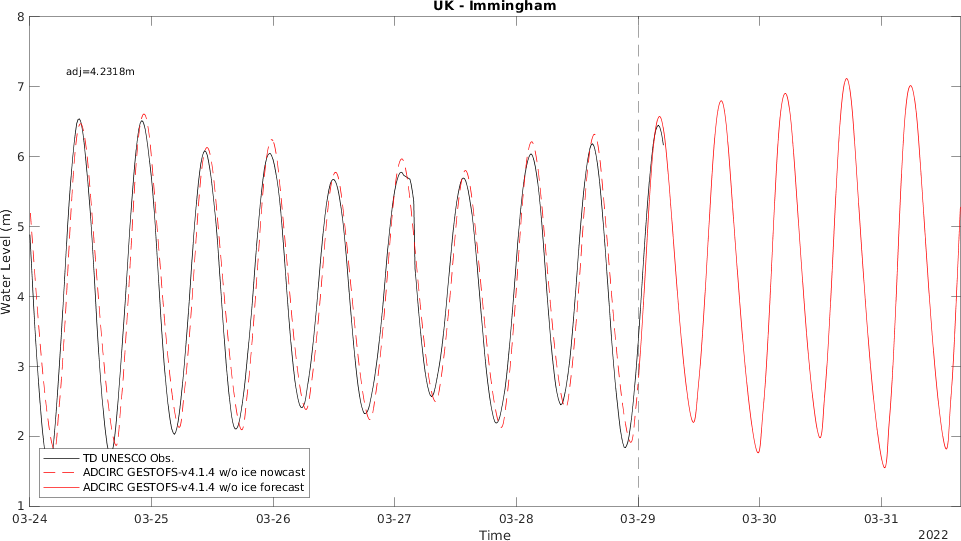 UK - Immingham
8
adj=4.2318m
7
6
5
4
3
2
1
Water Level (m)
TD UNESCO Obs.
ADCIRC GESTOFS-v4.1.4 w/o ice nowcast
ADCIRC GESTOFS-v4.1.4 w/o ice forecast
03-24 03-25 03-26 03-27 03-28 03-29 03-30 03-31
Time
2022